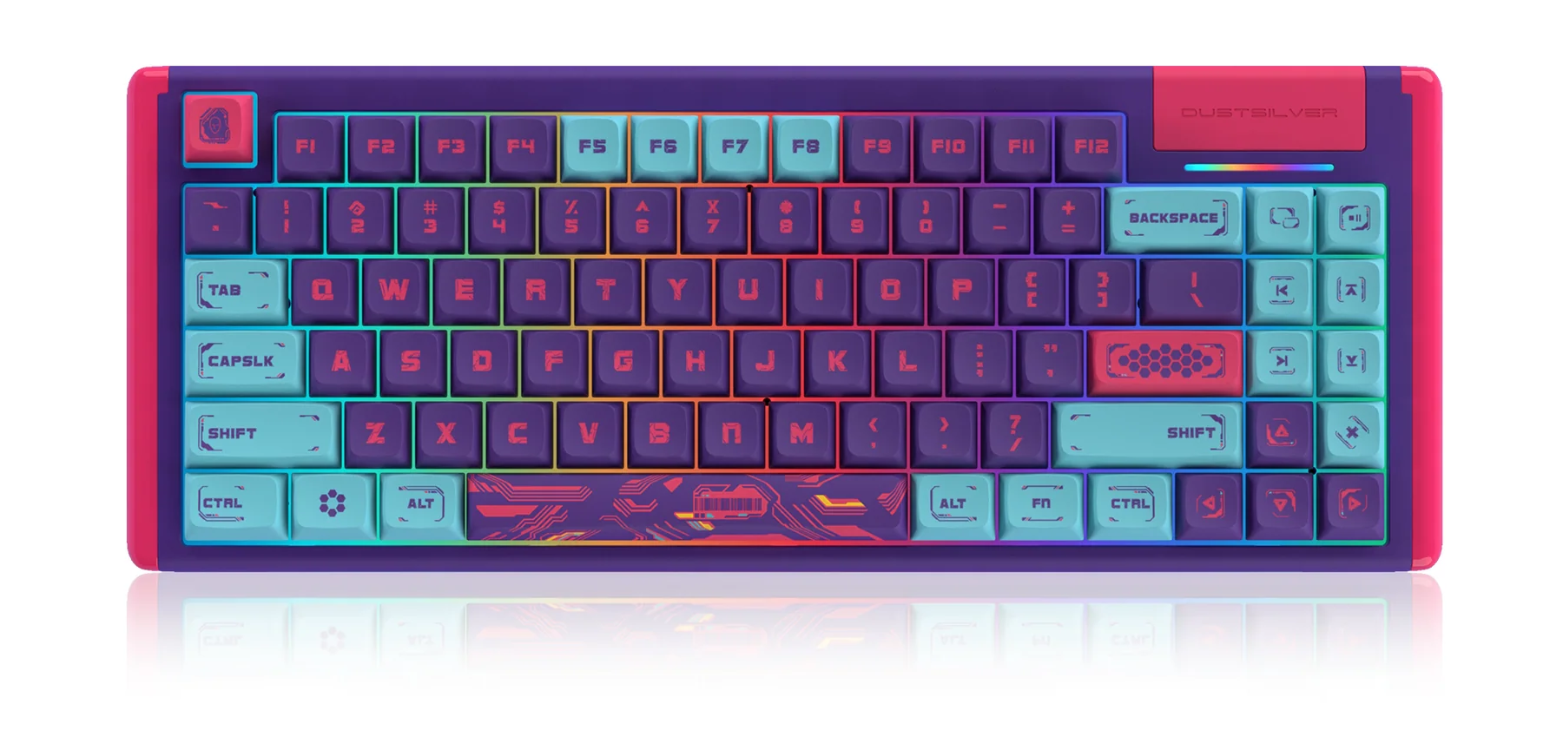 DUSTSILVER
F1 F2 F3 F4 F5 F6 F7 F8 F9 F10 F11 F12
~ ! # $ % ^ X ( ) — +
1 2 3 4 5 6 7 8 9 0 – =
BACKSPACE
TAB Q W E R T Y U I O P { } |
[ ] \
CAPSLK A S D F G H J K L : "
; '
SHIFT Z X C V B N M < > ? SHIFT
, . /
CTRL ALT ALT FN CTRL